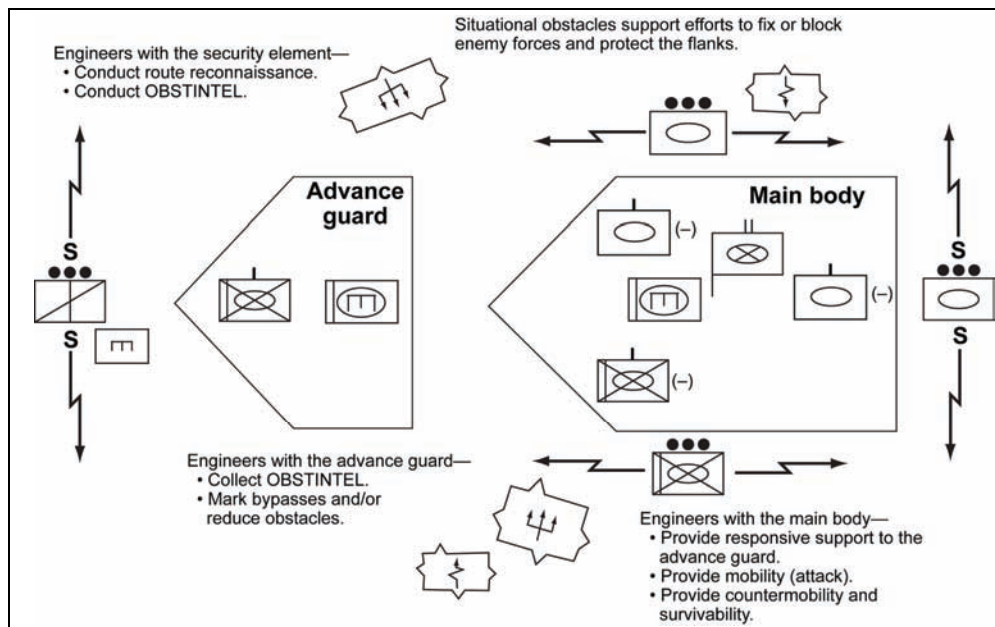 Situational obstacles support efforts to fix or block
enemy forces and protect the flanks.
Engineers with the security element—
• Conduct route reconnaissance.
• Conduct OBSTINTEL.
Advance
guard
Main body
S
S
(–)
(–)
(–)
S
S
Engineers with the advance guard—
• Collect OBSTINTEL.
• Mark bypasses and/or
reduce obstacles.
Engineers with the main body—
• Provide responsive support to the
advance guard.
• Provide mobility (attack).
• Provide countermobility and
survivability.